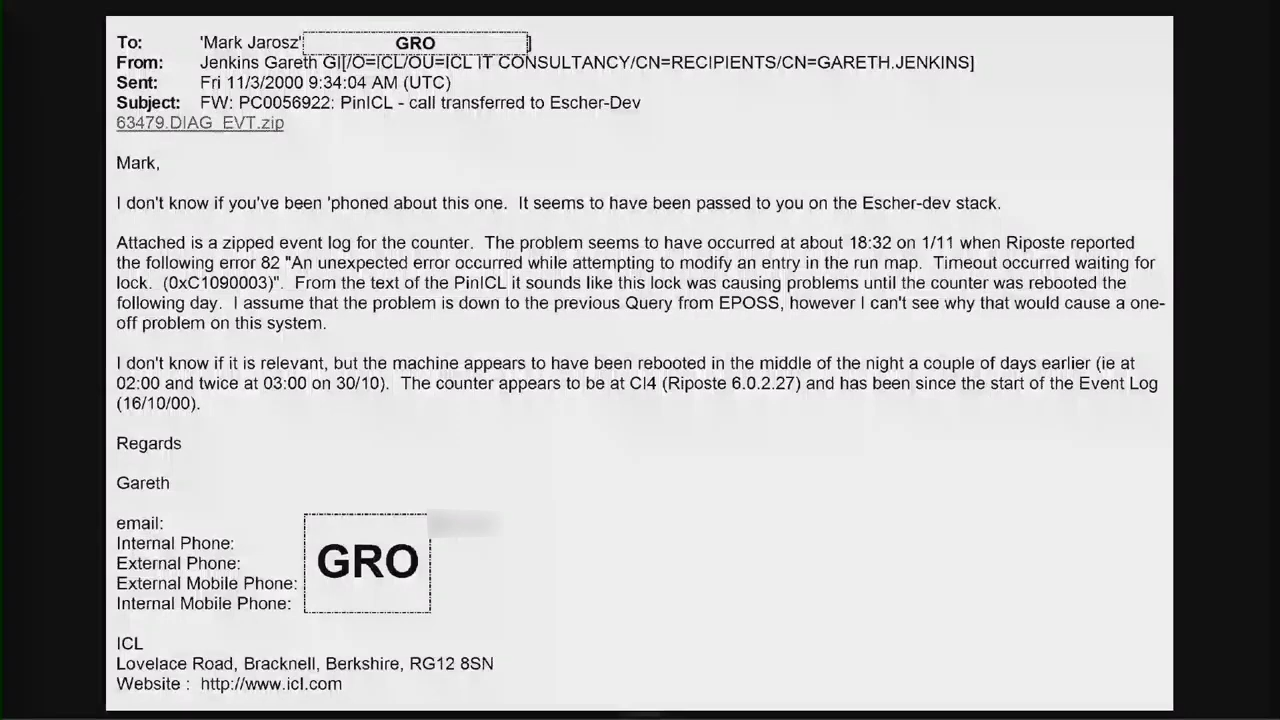 To: 'Mark Jarosz' GRO ]
From: Jenkins Gareth GI[/O=ICL/OU=ICL IT CONSULTANCY/CN=RECIPIENTS/CN=GARETH.JENKINS]
Sent: Fri 11/3/2000 9:34:04 AM (UTC)
Subject: FW: PC0056922: PinICL - call transferred to Escher-Dev
63479.DIAG_EVT.zip
Mark,
I don't know if you've been 'phoned about this one.  It seems to have been passed to you on the Escher-dev stack.
Attached is a zipped event log for the counter.  The problem seems to have occurred at about 18:32 on 1/11 when Riposte reported
the following error 82 "An unexpected error occurred while attempting to modify an entry in the run map.  Timeout occurred waiting for
lock.  (0xC1090003)".  From the text of the PinICL it sounds like this lock was causing problems until the counter was rebooted the
following day.  I assume that the problem is down to the previous Query from EPOSS, however I can't see why that would cause a one-
off problem on this system.
I don't know if it is relevant, but the machine appears to have been rebooted in the middle of the night a couple of days earlier (ie at
02:00 and twice at 03:00 on 30/10).  The counter appears to be at CI4 (Riposte 6.0.2.27) and has been since the start of the Event Log
(16/10/00).
Regards
Gareth
email:
Internal Phone:
External Phone:
External Mobile Phone:
Internal Mobile Phone:
GRO
ICL
Lovelace Road, Bracknell, Berkshire, RG12 8SN
Website :  http://www.icl.com